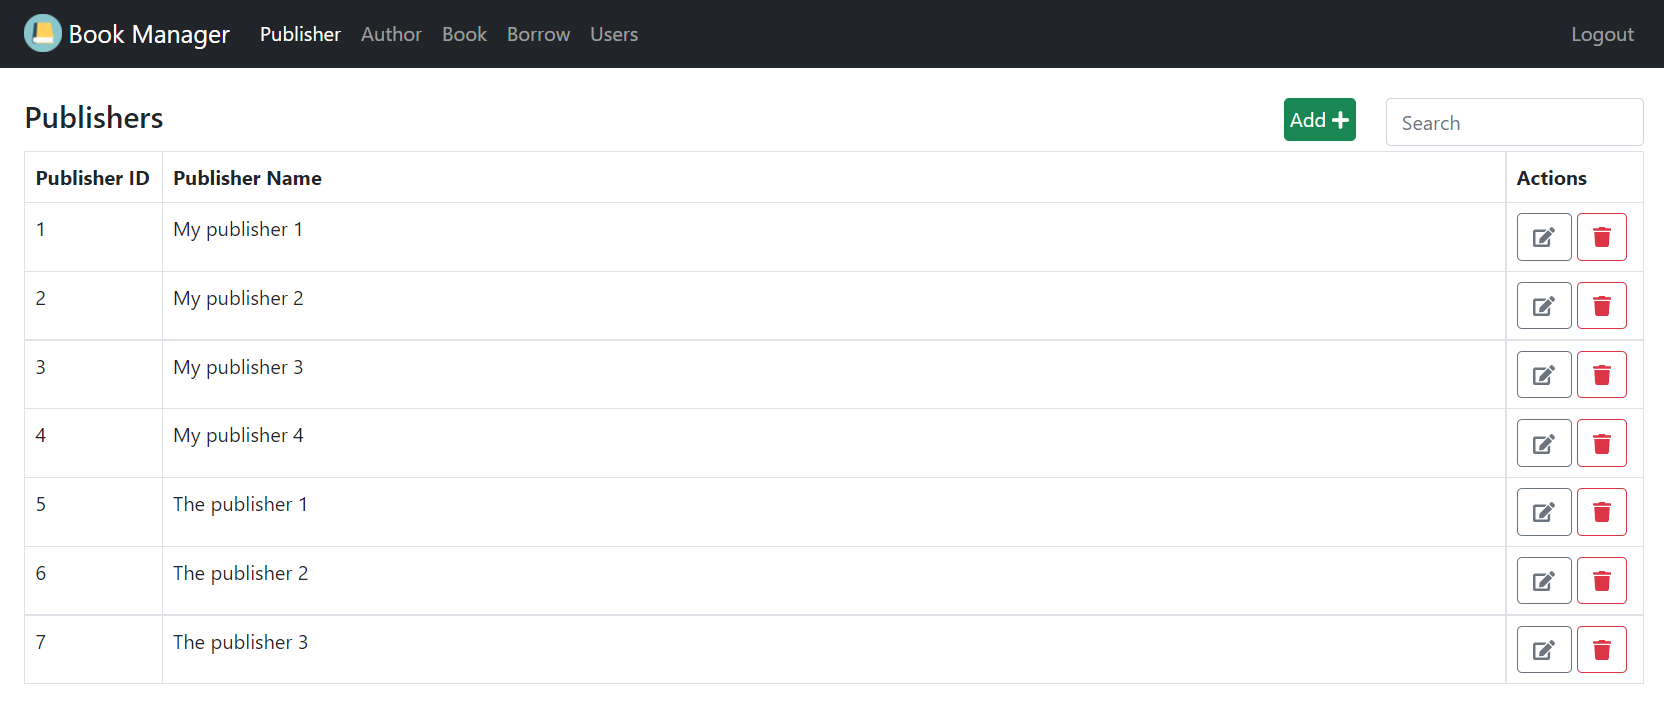 Book Manager Publisher Author Book Borrow Users Logout
Publishers Add Search
Publisher ID Publisher Name Actions
1 My publisher 1
2 My publisher 2
3 My publisher 3
4 My publisher 4
5 The publisher 1
6 The publisher 2
7 The publisher 3